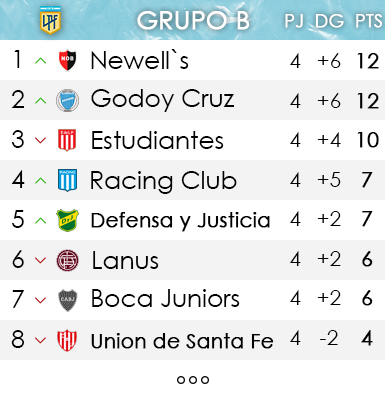 LPF GRUPO B PJ DG PTS
1 Newell`s 4 +6 12
2 Godoy Cruz 4 +6 12
3 Estudiantes 4 +4 10
4 Racing Club 4 +5 7
5 Defensa y Justicia 4 +2 7
6 Lanus 4 +2 6
7 Boca Juniors 4 +2 6
8 Union de Santa Fe 4 -2 4